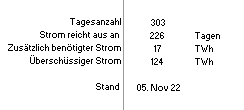 Tagesanzahl 303
Strom reicht aus an 226 Tagen
Zusätzlich benötigter Strom 17 TWh
Überschüssiger Strom 124 TWh
Stand 05. Nov 22